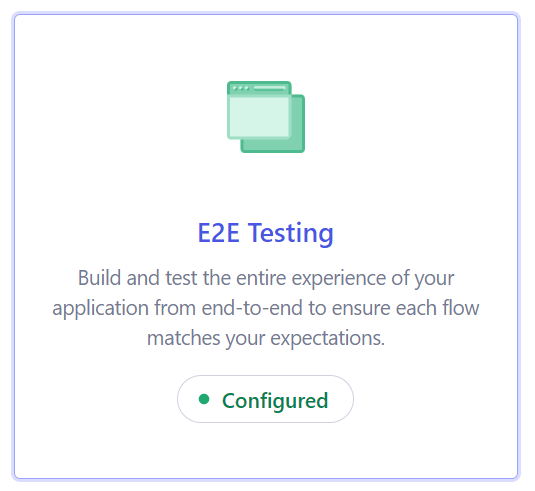 E2E Testing
Build and test the entire experience of your
application from end-to-end to ensure each flow
matches your expectations.
Configured